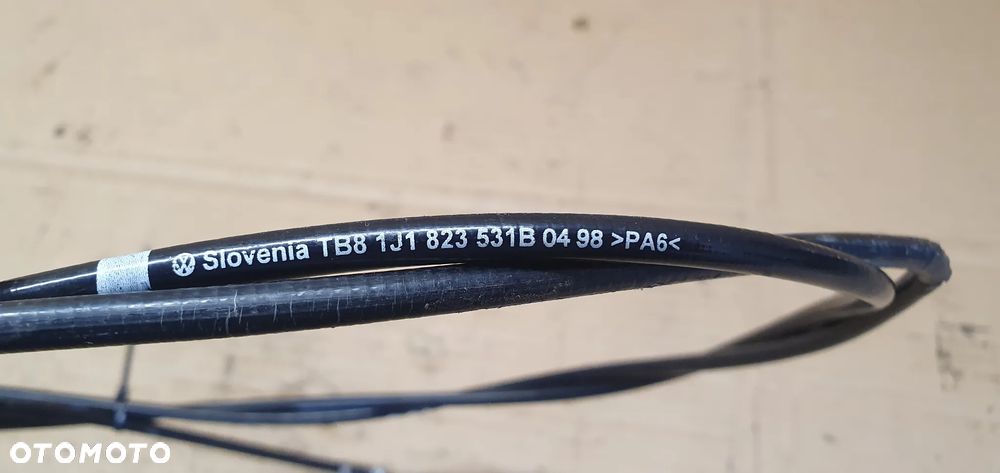 Slovenia TB8 1J1 823 531B 04 98 >PA6<
OTOMOTO